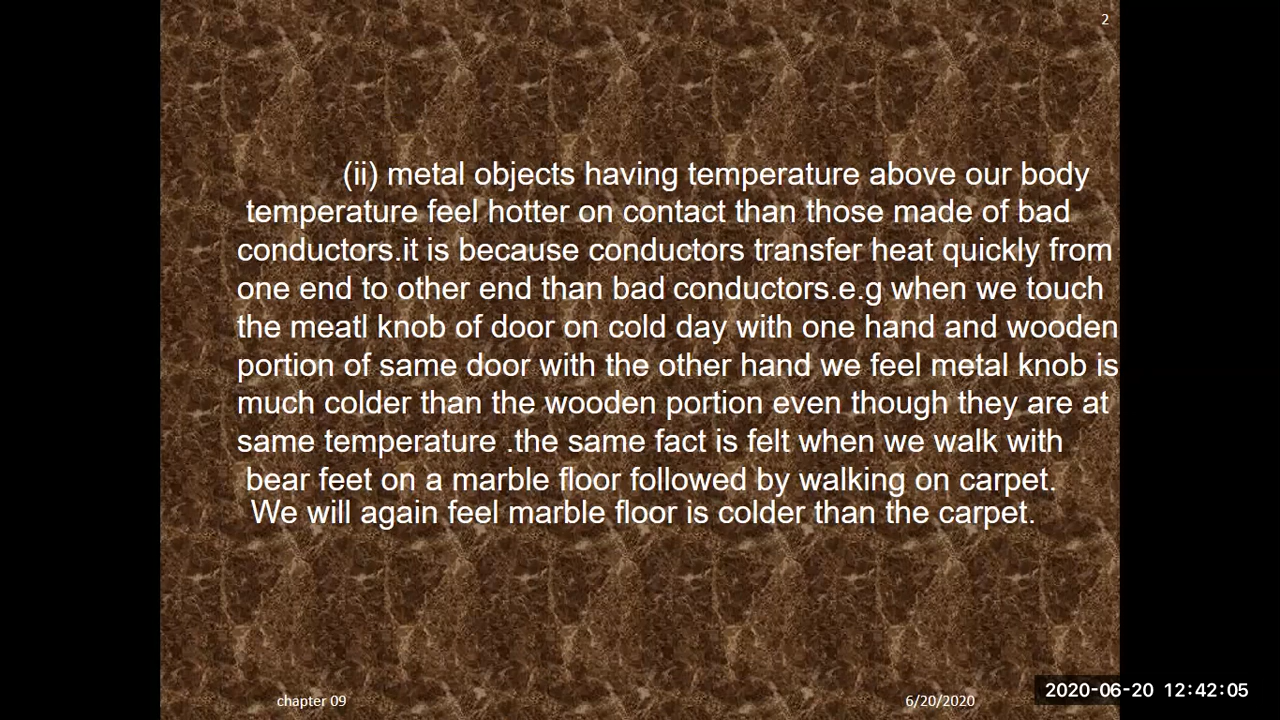 2
(ii) metal objects having temperature above our body
temperature feel hotter on contact than those made of bad
conductors.it is because conductors transfer heat quickly from
one end to other end than bad conductors.e.g when we touch
the meatl knob of door on cold day with one hand and wooden
portion of same door with the other hand we feel metal knob is
much colder than the wooden portion even though they are at
same temperature .the same fact is felt when we walk with
bear feet on a marble floor followed by walking on carpet.
We will again feel marble floor is colder than the carpet.
chapter 09
6/20/2020
2020-06-20 12:42:05